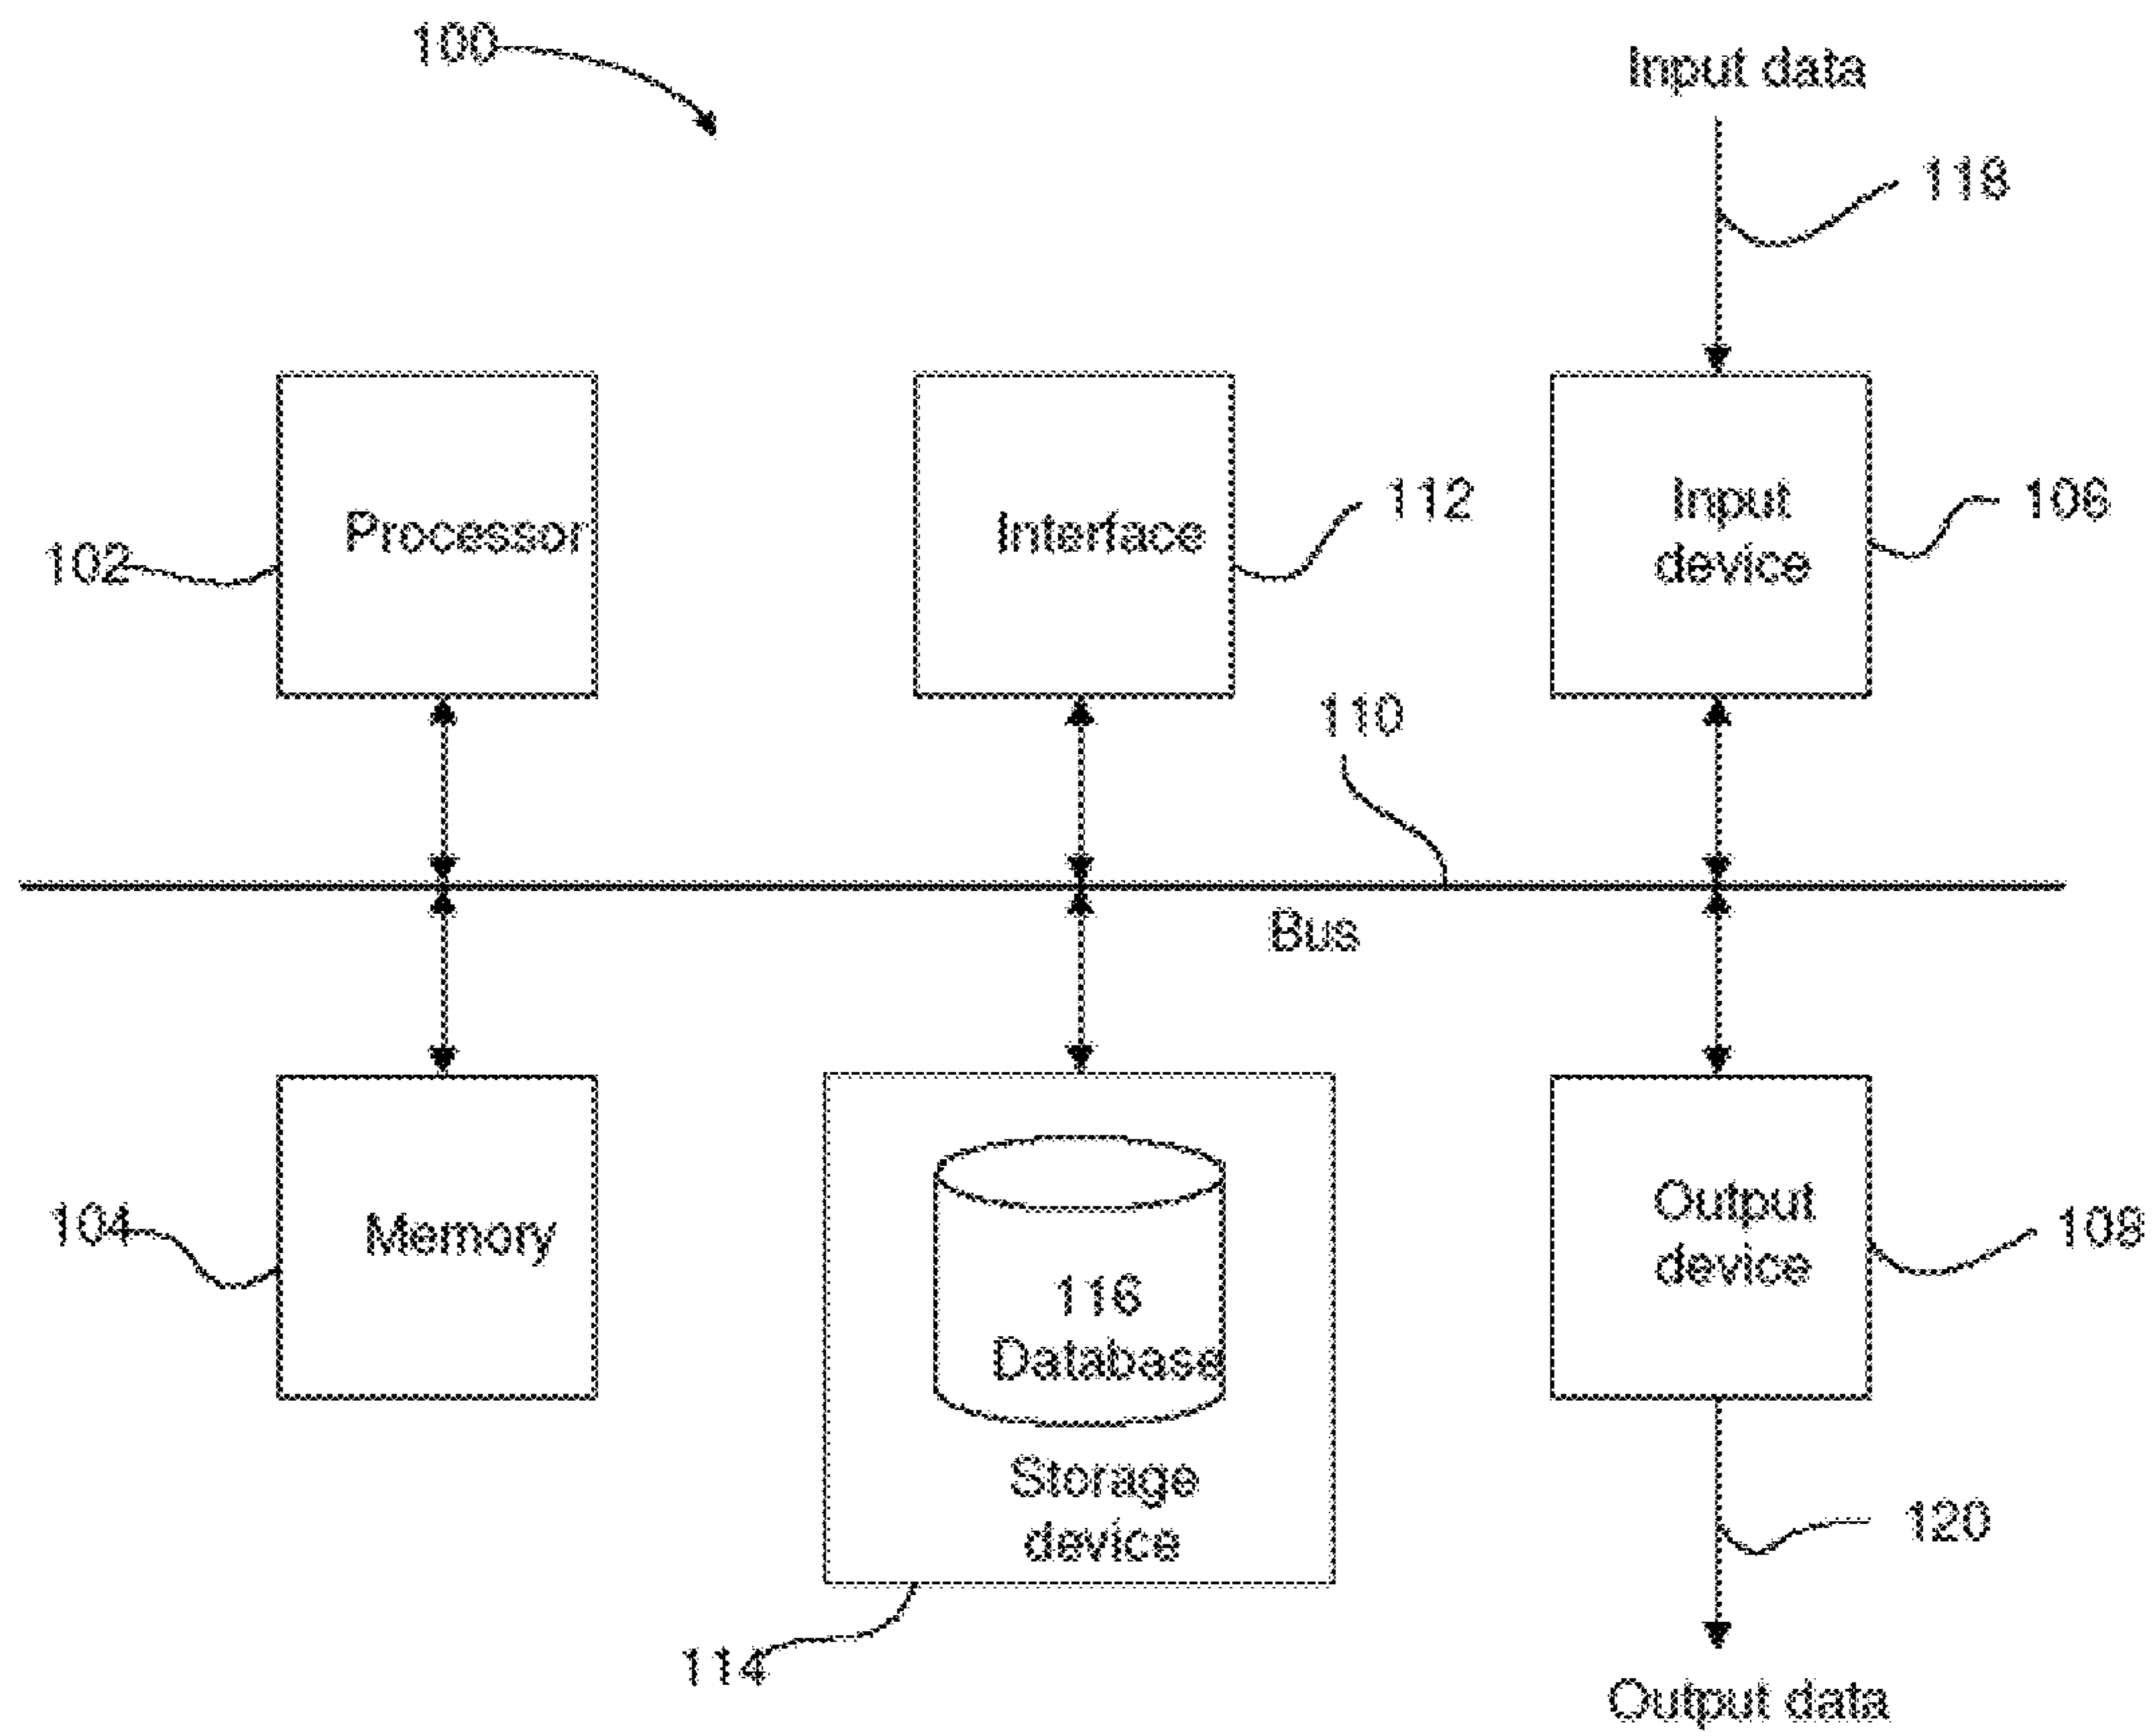 100
Input data
118
Processor
102
Interface
112
Input
device
106
110
Bus
Memory
104
116
Database
Storage
device
114
Output
device
108
120
Output data